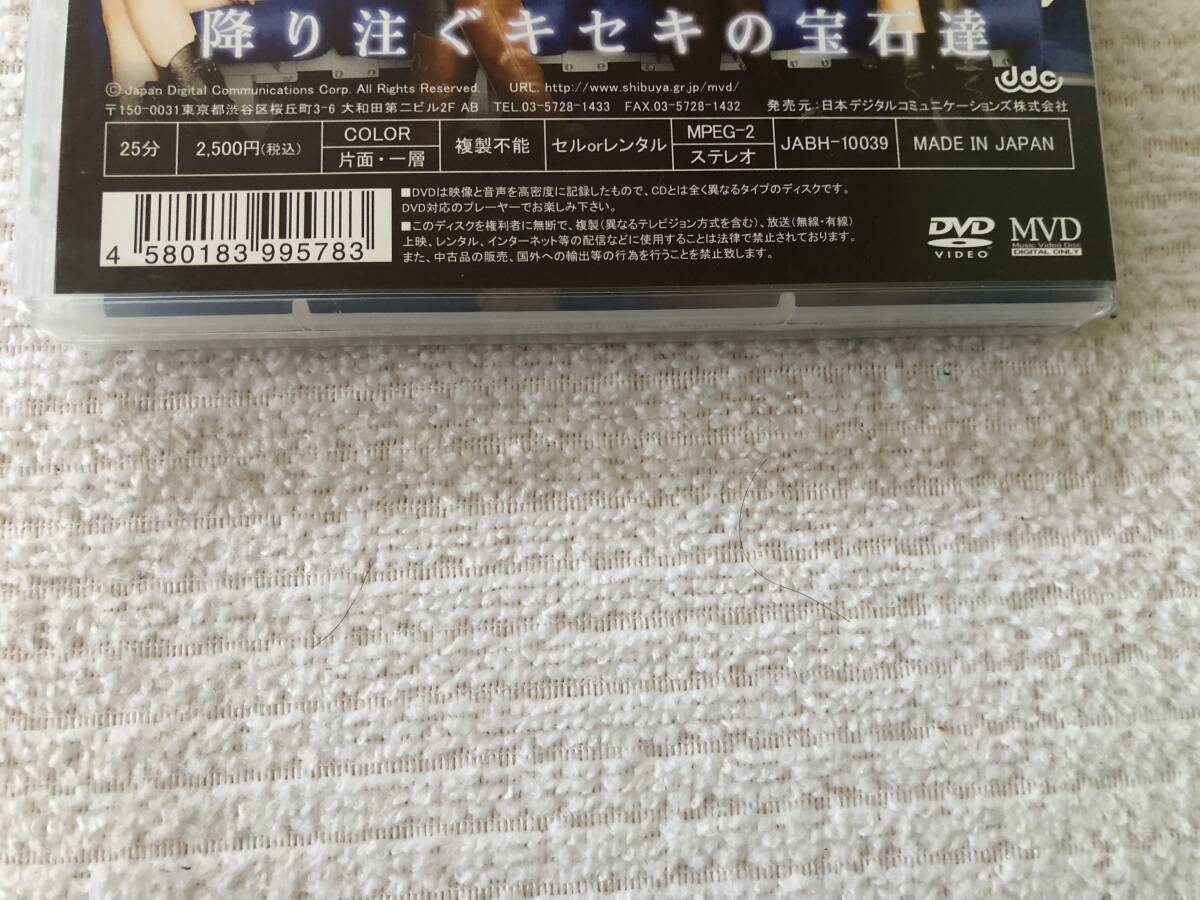 降り注ぐキセキの宝石達
Ⓒ Japan Digital Communications Corp. All Rights Reserved. URL. http://www.shibuya.gr.jp/mvd/
ddc
〒150-0031東京都渋谷区桜丘町3-6 大和田第二ビル2F AB TEL.03-5728-1433 FAX.03-5728-1432 発売元:日本デジタルコミュニケーションズ株式会社
25分 2,500円(税込) COLOR 片面・一層 複製不能 セルorレンタル MPEG-2 ステレオ JABH-10039 MADE IN JAPAN
■DVDは映像と音声を高密度に記録したもので、CDとは全く異なるタイプのディスクです。
DVD対応のプレーヤーでお楽しみ下さい。
■このディスクを権利者に無断で、複製(異なるテレビジョン方式を含む)、放送(無線・有線)
上映、レンタル、インターネット等の配信などに使用することは法律で禁止されております。
また、中古品の販売、国外への輸出等の行為を行うことを禁止致します。
4 580183 995783
DVD VIDEO
MVD
Music Video Disc
DIGITAL ONLY